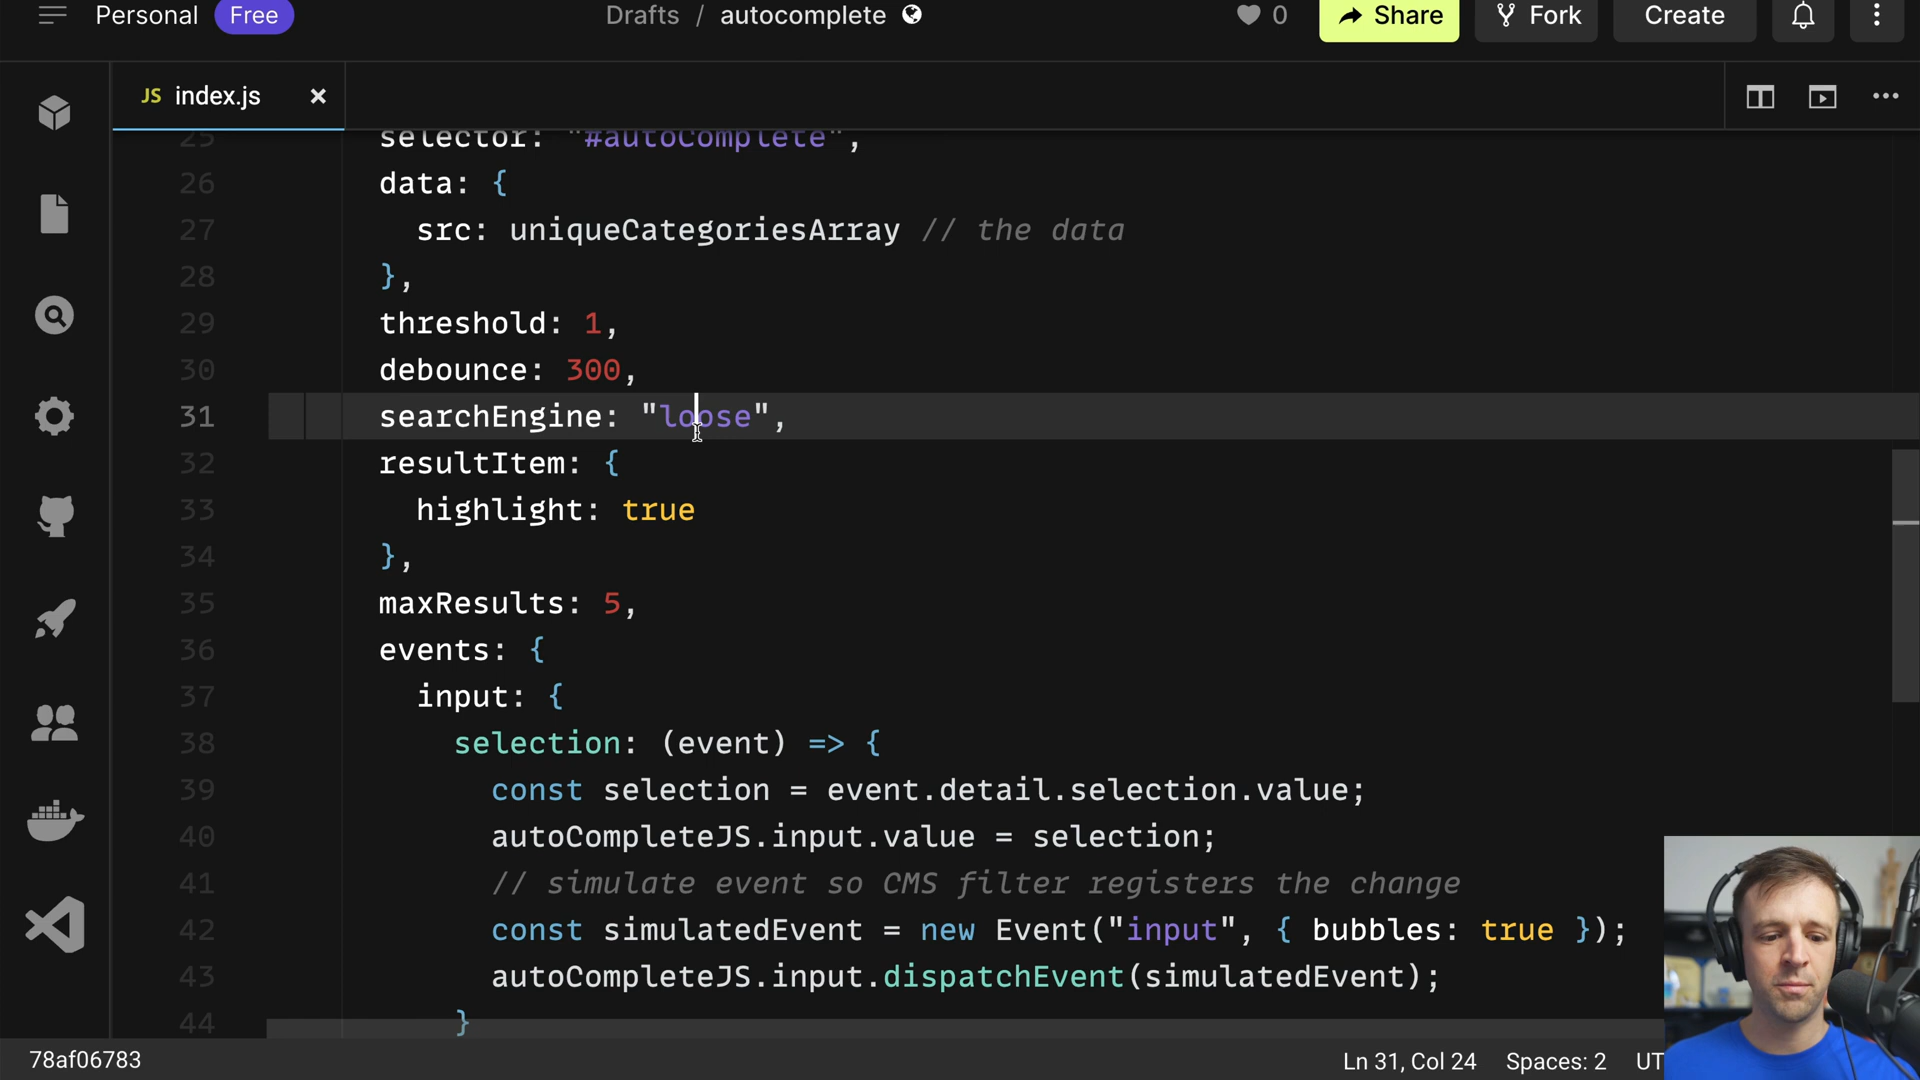 Personal Free Drafts / autocomplete 0 Share Fork Create
JS index.js
25 selector: "#autoComplete",
26 data: {
27 src: uniqueCategoriesArray // the data
28 },
29 threshold: 1,
30 debounce: 300,
31 searchEngine: "loose",
32 resultItem: {
33 highlight: true
34 },
35 maxResults: 5,
36 events: {
37 input: {
38 selection: (event) => {
39 const selection = event.detail.selection.value;
40 autoCompleteJS.input.value = selection;
41 // simulate event so CMS filter registers the change
42 const simulatedEvent = new Event("input", { bubbles: true });
43 autoCompleteJS.input.dispatchEvent(simulatedEvent);
44 }
78af06783 Ln 31, Col 24 Spaces: 2 UT